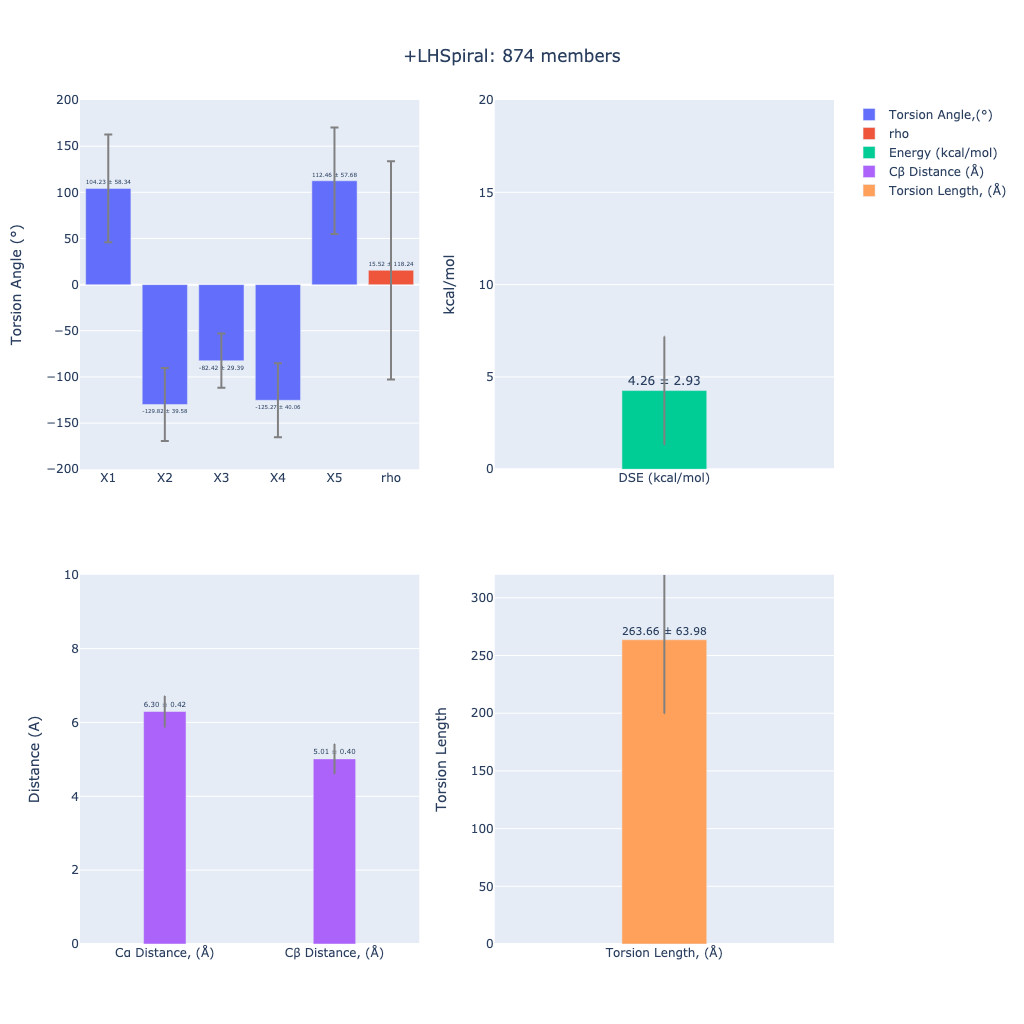 +LHSpiral: 874 members
Torsion Angle,(°)
rho
Energy (kcal/mol)
Cβ Distance (Å)
Torsion Length, (Å)
Torsion Angle (°)
200
150
100
50
0
−50
−100
−150
−200
104.23 ± 58.34
-129.82 ± 39.58
-82.42 ± 29.39
-125.27 ± 40.06
112.46 ± 57.68
15.52 ± 118.24
X1 X2 X3 X4 X5 rho
kcal/mol
20
15
10
5
0
4.26 ± 2.93
DSE (kcal/mol)
Distance (A)
10
8
6
4
2
0
6.30 ± 0.42
5.01 ± 0.40
Cα Distance, (Å) Cβ Distance, (Å)
Torsion Length
300
250
200
150
100
50
0
263.66 ± 63.98
Torsion Length, (Å)